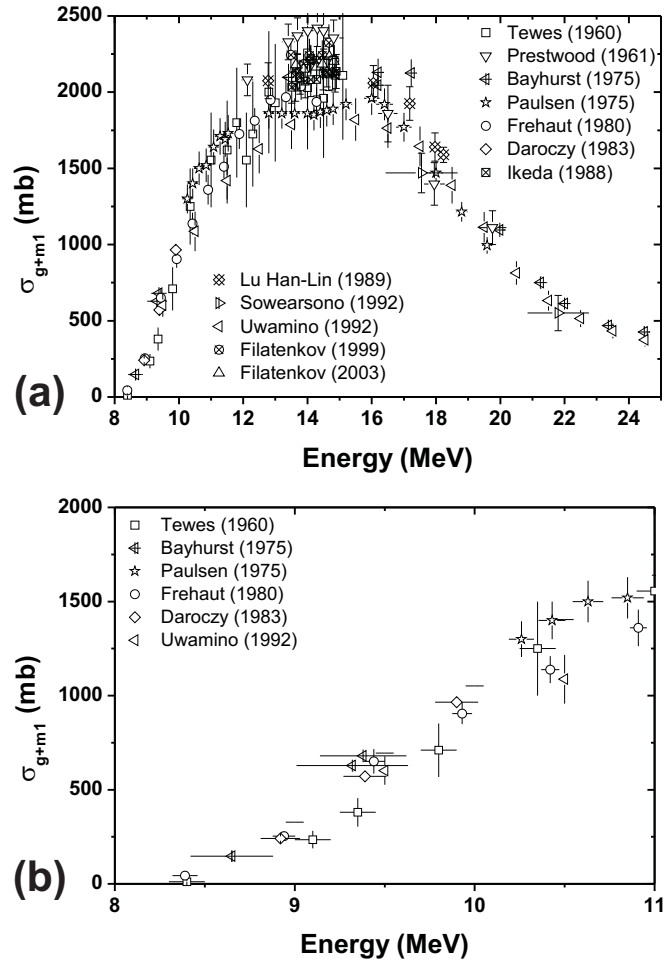 2500
2000
1500
1000
500
0
σg+m1 (mb)
Tewes (1960)
Prestwood (1961)
Bayhurst (1975)
Paulsen (1975)
Frehaut (1980)
Daroczy (1983)
Ikeda (1988)
Lu Han-Lin (1989)
Sowearsono (1992)
Uwamino (1992)
Filatenkov (1999)
Filatenkov (2003)
(a)
8 10 12 14 16 18 20 22 24
Energy (MeV)
2000
1500
1000
500
0
σg+m1 (mb)
Tewes (1960)
Bayhurst (1975)
Paulsen (1975)
Frehaut (1980)
Daroczy (1983)
Uwamino (1992)
(b)
8 9 10 11
Energy (MeV)